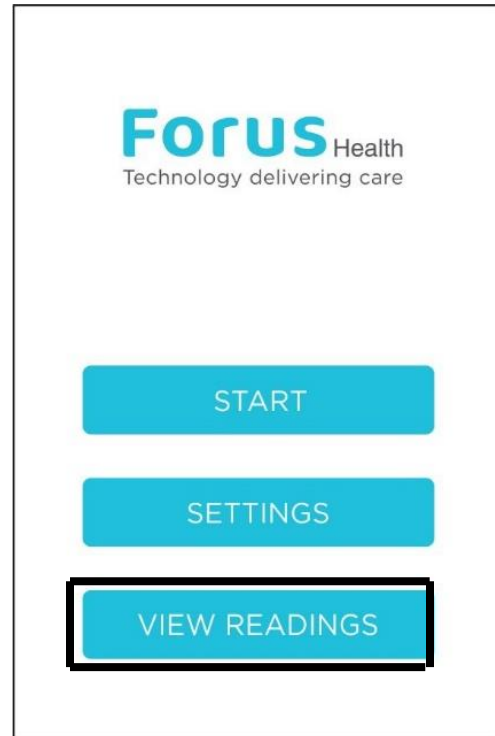 Forus Health
Technology delivering care
START
SETTINGS
VIEW READINGS